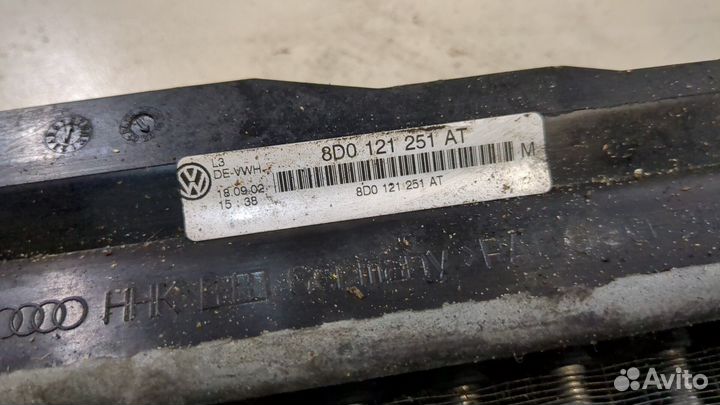 L3
DE-VWH
18.09.02
15 : 38
8D0 121 251 AT
8D0 121 251 AT
M
Germany
Avito